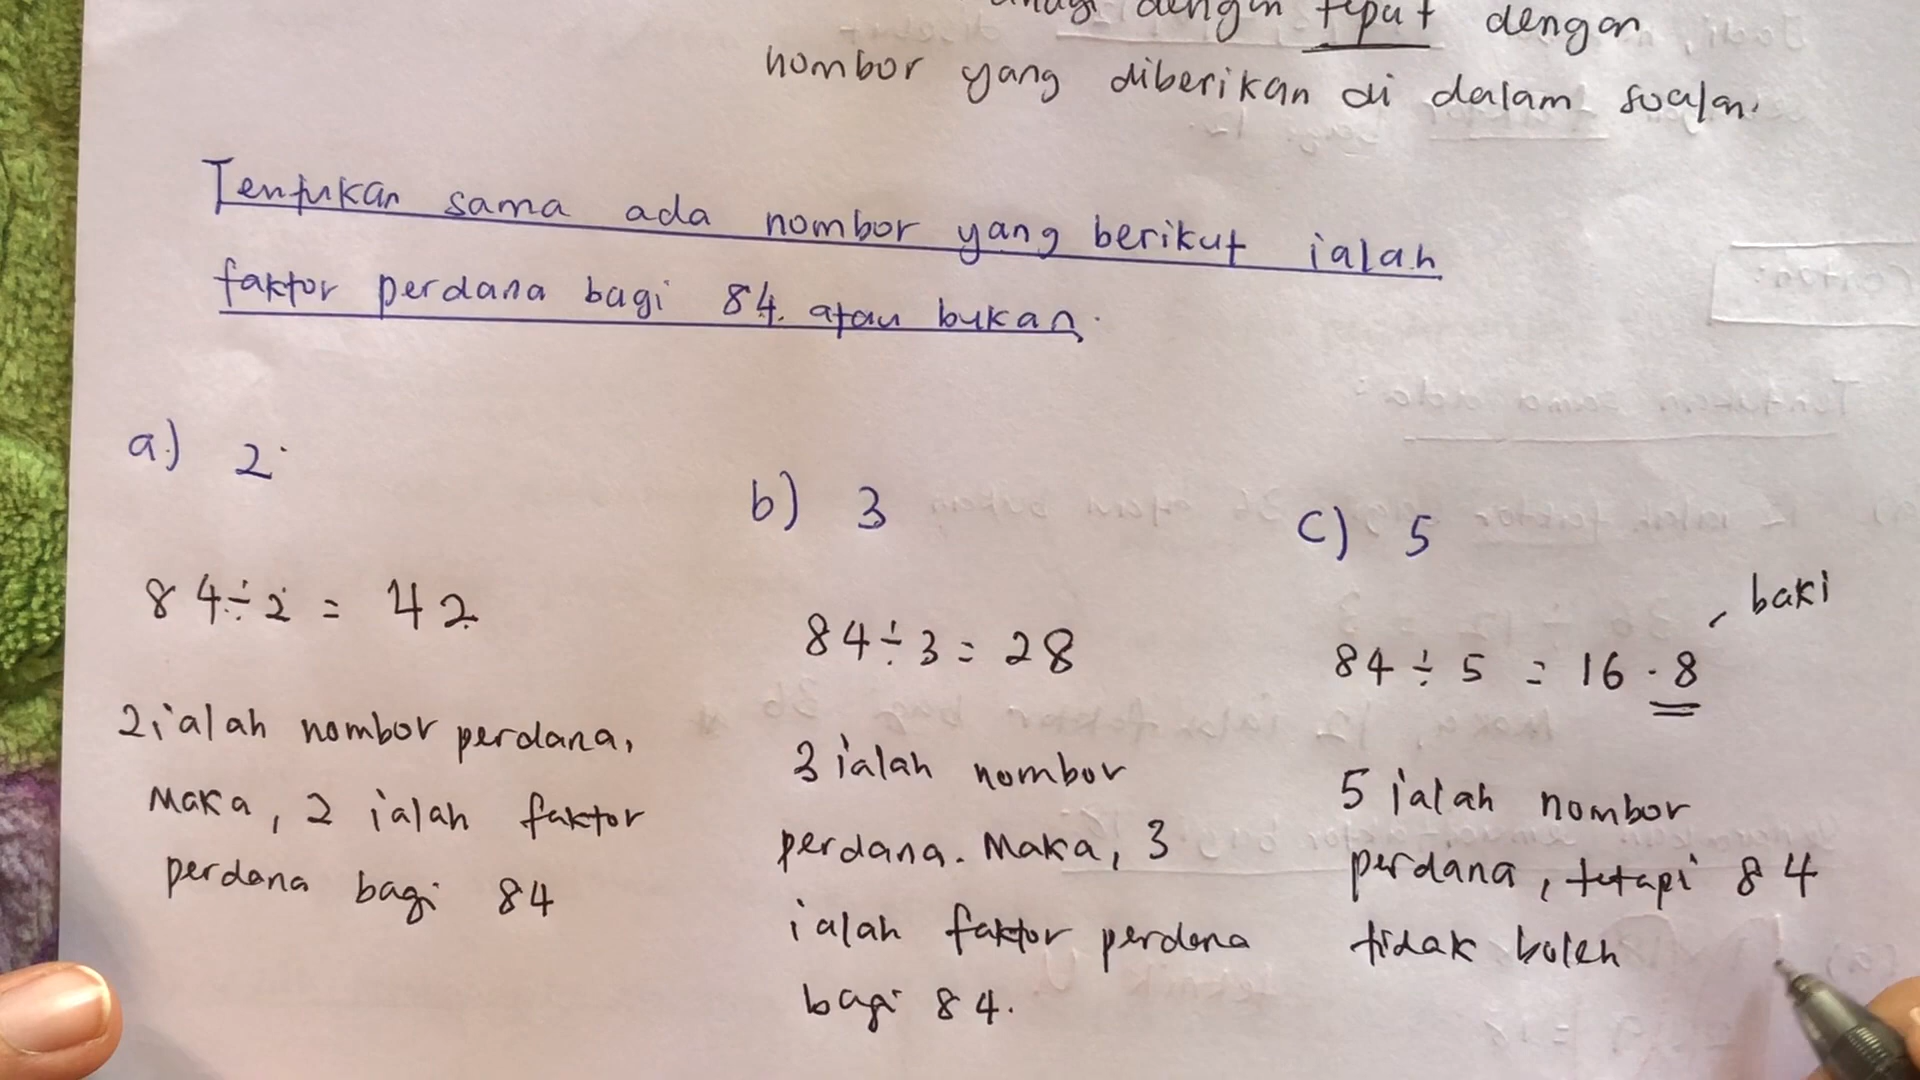 dengan tepat dengan
nombor yang diberikan di dalam soalan.
Tentukan sama ada nombor yang berikut ialah
faktor perdana bagi 84. atau bukan.
a) 2
84 ÷ 2 = 42
2 ialah nombor perdana,
Maka, 2 ialah faktor
perdana bagi 84
b) 3
84 ÷ 3 = 28
3 ialah nombor
perdana. Maka, 3
ialah faktor perdana
bagi 84.
c) 5
baki
84 ÷ 5 = 16.8
5 ialah nombor
perdana, tetapi 84
tidak boleh